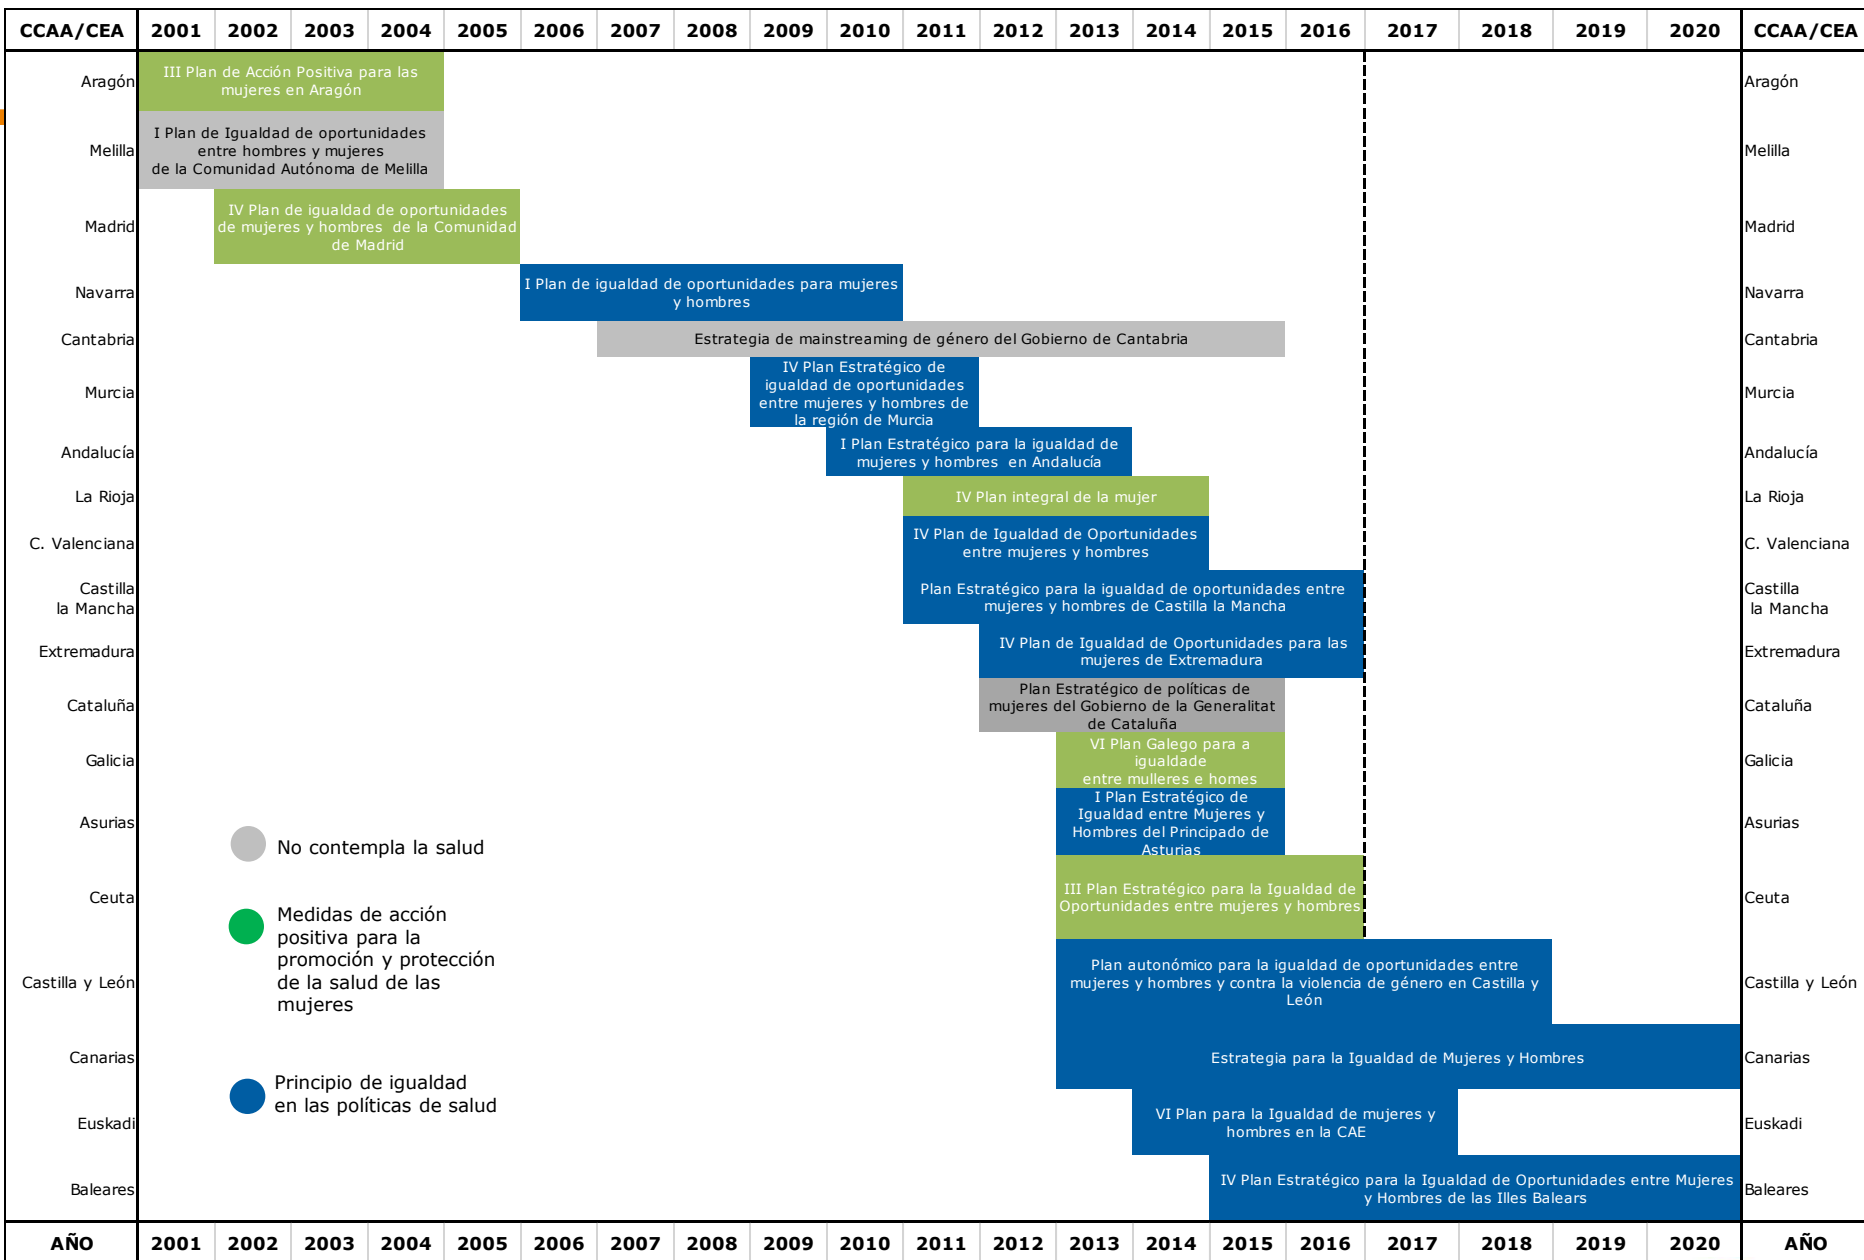 CCAA/CEA 2001 2002 2003 2004 2005 2006 2007 2008 2009 2010 2011 2012 2013 2014 2015 2016 2017 2018 2019 2020 CCAA/CEA
Aragón
III Plan de Acción Positiva para las
mujeres en Aragón
Aragón
Melilla
I Plan de Igualdad de oportunidades
entre hombres y mujeres
de la Comunidad Autónoma de Melilla
Melilla
Madrid
IV Plan de igualdad de oportunidades
de mujeres y hombres de la Comunidad
de Madrid
Madrid
Navarra
I Plan de igualdad de oportunidades para mujeres
y hombres
Navarra
Cantabria
Estrategia de mainstreaming de género del Gobierno de Cantabria
Cantabria
Murcia
IV Plan Estratégico de
igualdad de oportunidades
entre mujeres y hombres de
la región de Murcia
Murcia
Andalucía
I Plan Estratégico para la igualdad de
mujeres y hombres en Andalucía
Andalucía
La Rioja
IV Plan integral de la mujer
La Rioja
C. Valenciana
IV Plan de Igualdad de Oportunidades
entre mujeres y hombres
C. Valenciana
Castilla
la Mancha
Plan Estratégico para la igualdad de oportunidades entre
mujeres y hombres de Castilla la Mancha
Castilla
la Mancha
Extremadura
IV Plan de Igualdad de Oportunidades para las
mujeres de Extremadura
Extremadura
Cataluña
Plan Estratégico de políticas de
mujeres del Gobierno de la Generalitat
de Cataluña
Cataluña
Galicia
VI Plan Galego para a
igualdade
entre mulleres e homes
Galicia
Asurias
I Plan Estratégico de
Igualdad entre Mujeres y
Hombres del Principado de
Asturias
Asurias
Ceuta
III Plan Estratégico para la Igualdad de
Oportunidades entre mujeres y hombres
Ceuta
Castilla y León
Plan autonómico para la igualdad de oportunidades entre
mujeres y hombres y contra la violencia de género en Castilla y
León
Castilla y León
Canarias
Estrategia para la Igualdad de Mujeres y Hombres
Canarias
Euskadi
VI Plan para la Igualdad de mujeres y
hombres en la CAE
Euskadi
Baleares
IV Plan Estratégico para la Igualdad de Oportunidades entre Mujeres
y Hombres de las Illes Balears
Baleares
No contempla la salud
Medidas de acción
positiva para la
promoción y protección
de la salud de las
mujeres
Principio de igualdad
en las políticas de salud
AÑO 2001 2002 2003 2004 2005 2006 2007 2008 2009 2010 2011 2012 2013 2014 2015 2016 2017 2018 2019 2020 AÑO